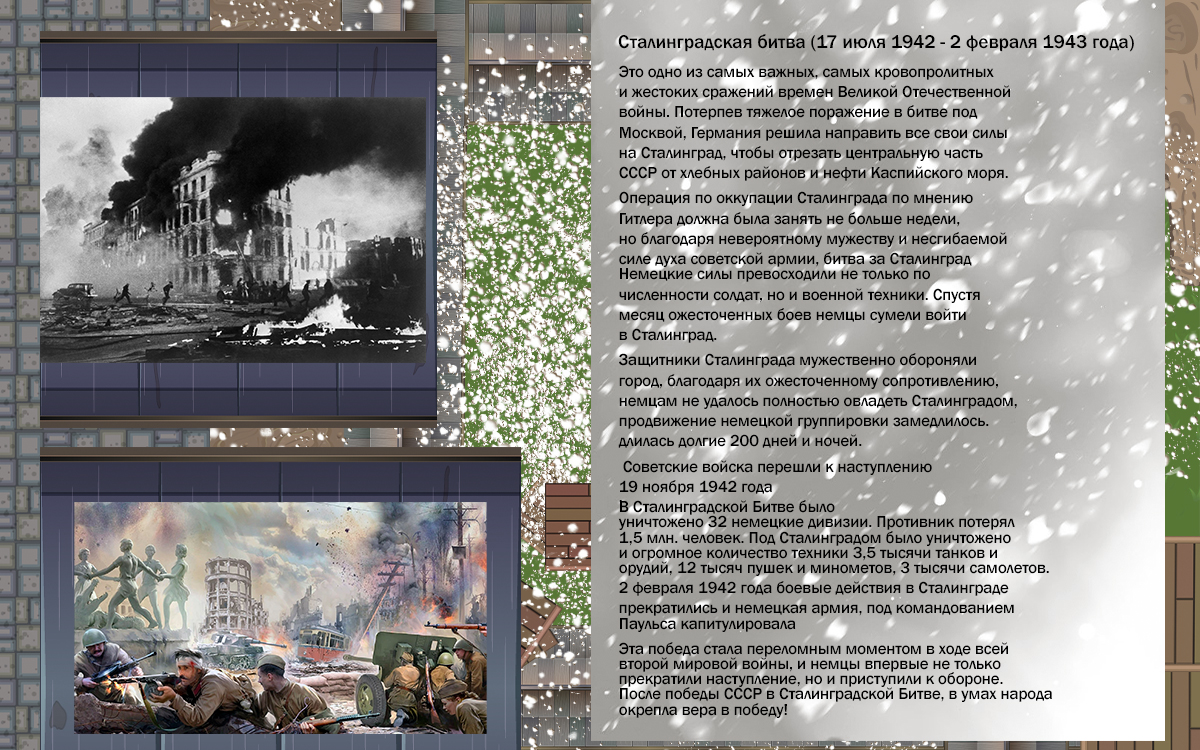 Сталинградская битва (17 июля 1942 - 2 февраля 1943 года)
Это одно из самых важных, самых кровопролитных
и жестоких сражений времен Великой Отечественной
войны. Потерпев тяжелое поражение в битве под
Москвой, Германия решила направить все свои силы
на Сталинград, чтобы отрезать центральную часть
СССР от хлебных районов и нефти Каспийского моря.
Операция по оккупации Сталинграда по мнению
Гитлера должна была занять не больше недели,
но благодаря невероятному мужеству и несгибаемой
силе духа советской армии, битва за Сталинград
Немецкие силы превосходили не только по
численности солдат, но и военной техники. Спустя
месяц ожесточенных боев немцы сумели войти
в Сталинград.
Защитники Сталинграда мужественно обороняли
город, благодаря их ожесточенному сопротивлению,
немцам не удалось полностью овладеть Сталинградом,
продвижение немецкой группировки замедлилось.
длилась долгие 200 дней и ночей.
Советские войска перешли к наступлению
19 ноября 1942 года
В Сталинградской Битве было
уничтожено 32 немецкие дивизии. Противник потерял
1,5 млн. человек. Под Сталинградом было уничтожено
и огромное количество техники 3,5 тысячи танков и
орудий, 12 тысяч пушек и минометов, 3 тысячи самолетов.
2 февраля 1942 года боевые действия в Сталинграде
прекратились и немецкая армия, под командованием
Паульса капитулировала
Эта победа стала переломным моментом в ходе всей
второй мировой войны, и немцы впервые не только
прекратили наступление, но и приступили к обороне.
После победы СССР в Сталинградской Битве, в умах народа
окрепла вера в победу!